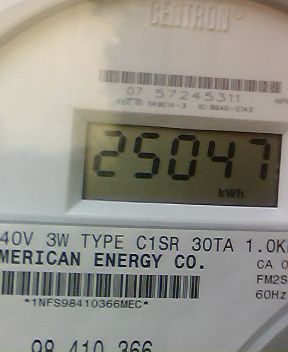 CENTRON®
07 57245311
25047
kWh
40V 3W TYPE C1SR 30TA 1.0K
MERICAN ENERGY CO.
CA 0
FM2S
60Hz
*1NFS98410366MEC*
98 410 366